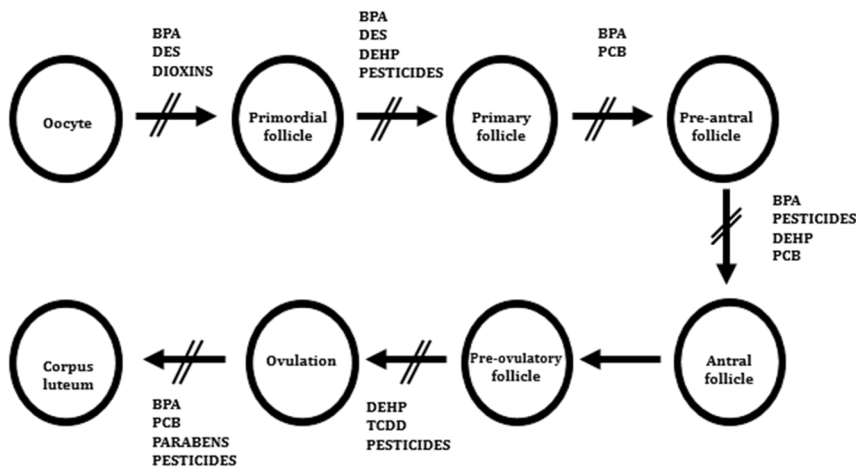 BPA
DES
DIOXINS
BPA
DES
DEHP
PESTICIDES
BPA
PCB
Oocyte
Primordial
follicle
Primary
follicle
Pre-antral
follicle
BPA
PESTICIDES
DEHP
PCB
Corpus
luteum
Ovulation
Pre-ovulatory
follicle
Antral
follicle
BPA
PCB
PARABENS
PESTICIDES
DEHP
TCDD
PESTICIDES